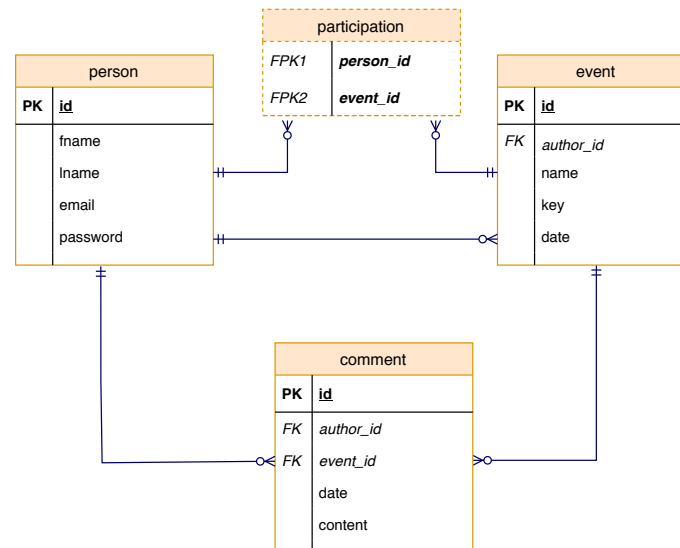 participation
FPK1 person_id
FPK2 event_id
person
PK id
fname
lname
email
password
event
PK id
FK author_id
name
key
date
comment
PK id
FK author_id
FK event_id
date
content